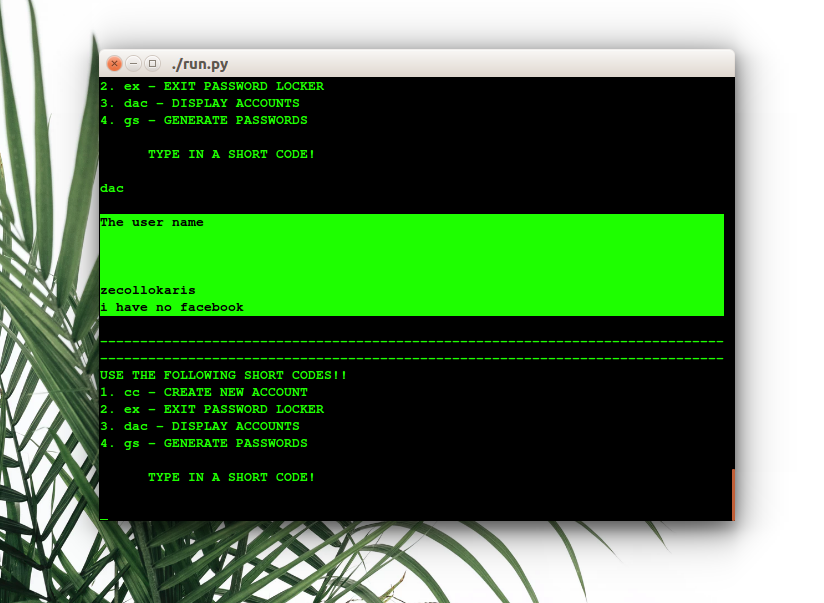 ./run.py
2. ex - EXIT PASSWORD LOCKER
3. dac - DISPLAY ACCOUNTS
4. gs - GENERATE PASSWORDS
TYPE IN A SHORT CODE!
dac
The user name
zecollokaris
i have no facebook
------------------------------------------------------------------------------
------------------------------------------------------------------------------
USE THE FOLLOWING SHORT CODES!!
1. cc - CREATE NEW ACCOUNT
2. ex - EXIT PASSWORD LOCKER
3. dac - DISPLAY ACCOUNTS
4. gs - GENERATE PASSWORDS
TYPE IN A SHORT CODE!